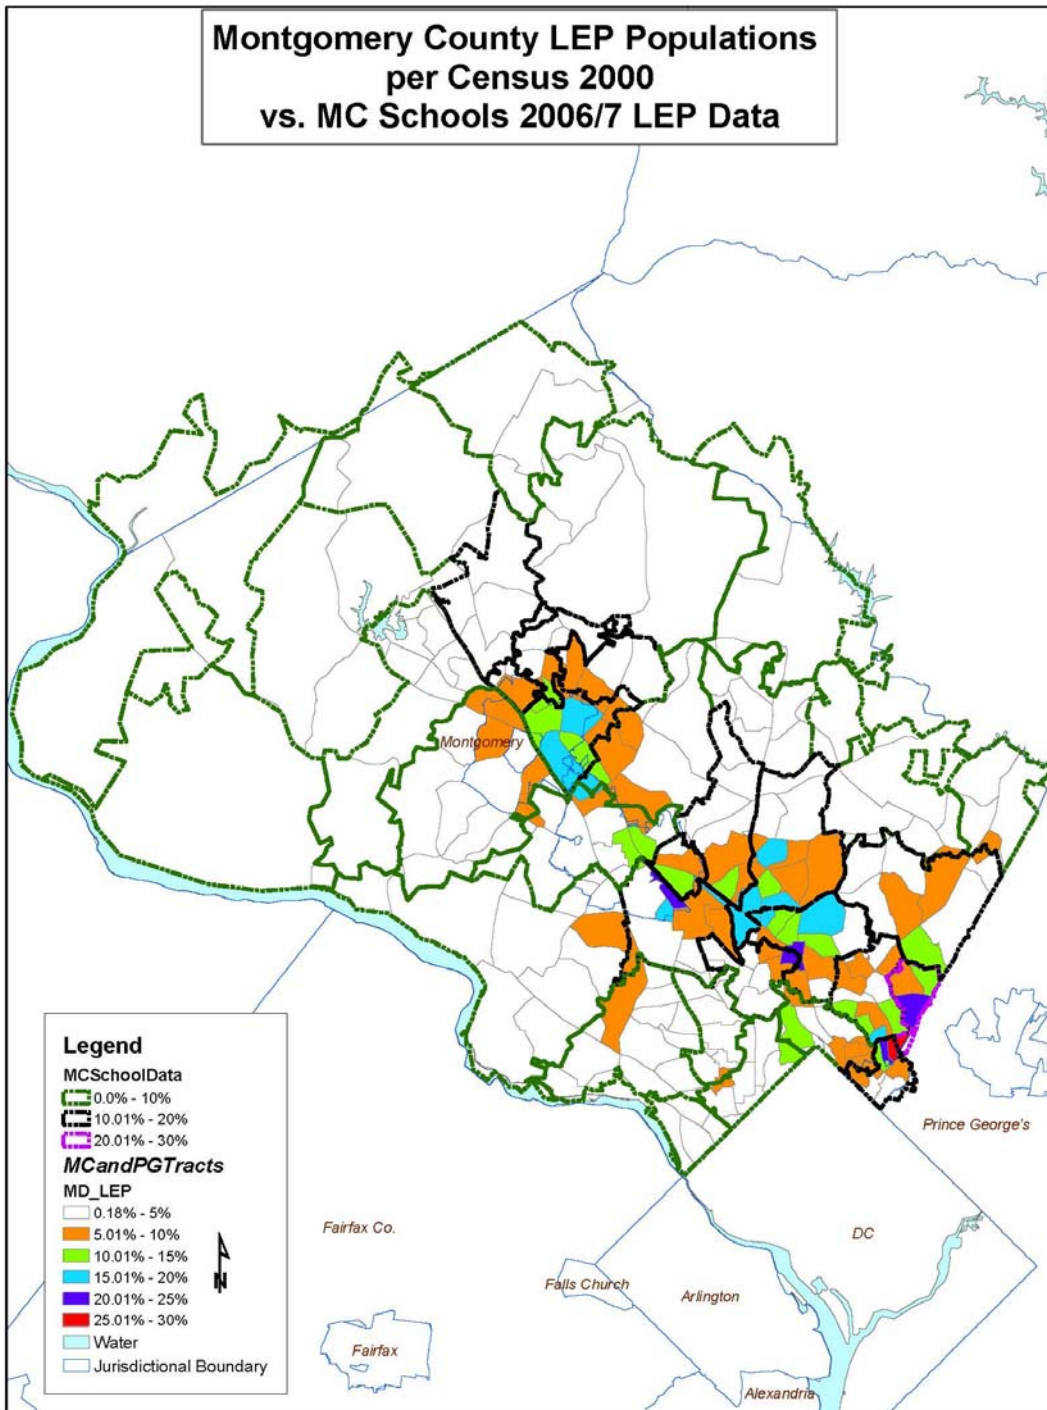 Montgomery County LEP Populations
per Census 2000
vs. MC Schools 2006/7 LEP Data
Montgomery
Prince George's
Fairfax Co.
DC
Falls Church
Arlington
Fairfax
Alexandria
Legend
MCSchoolData
0.0% - 10%
10.01% - 20%
20.01% - 30%
MCandPGTracts
MD_LEP
0.18% - 5%
5.01% - 10%
10.01% - 15%
15.01% - 20%
20.01% - 25%
25.01% - 30%
Water
Jurisdictional Boundary
N